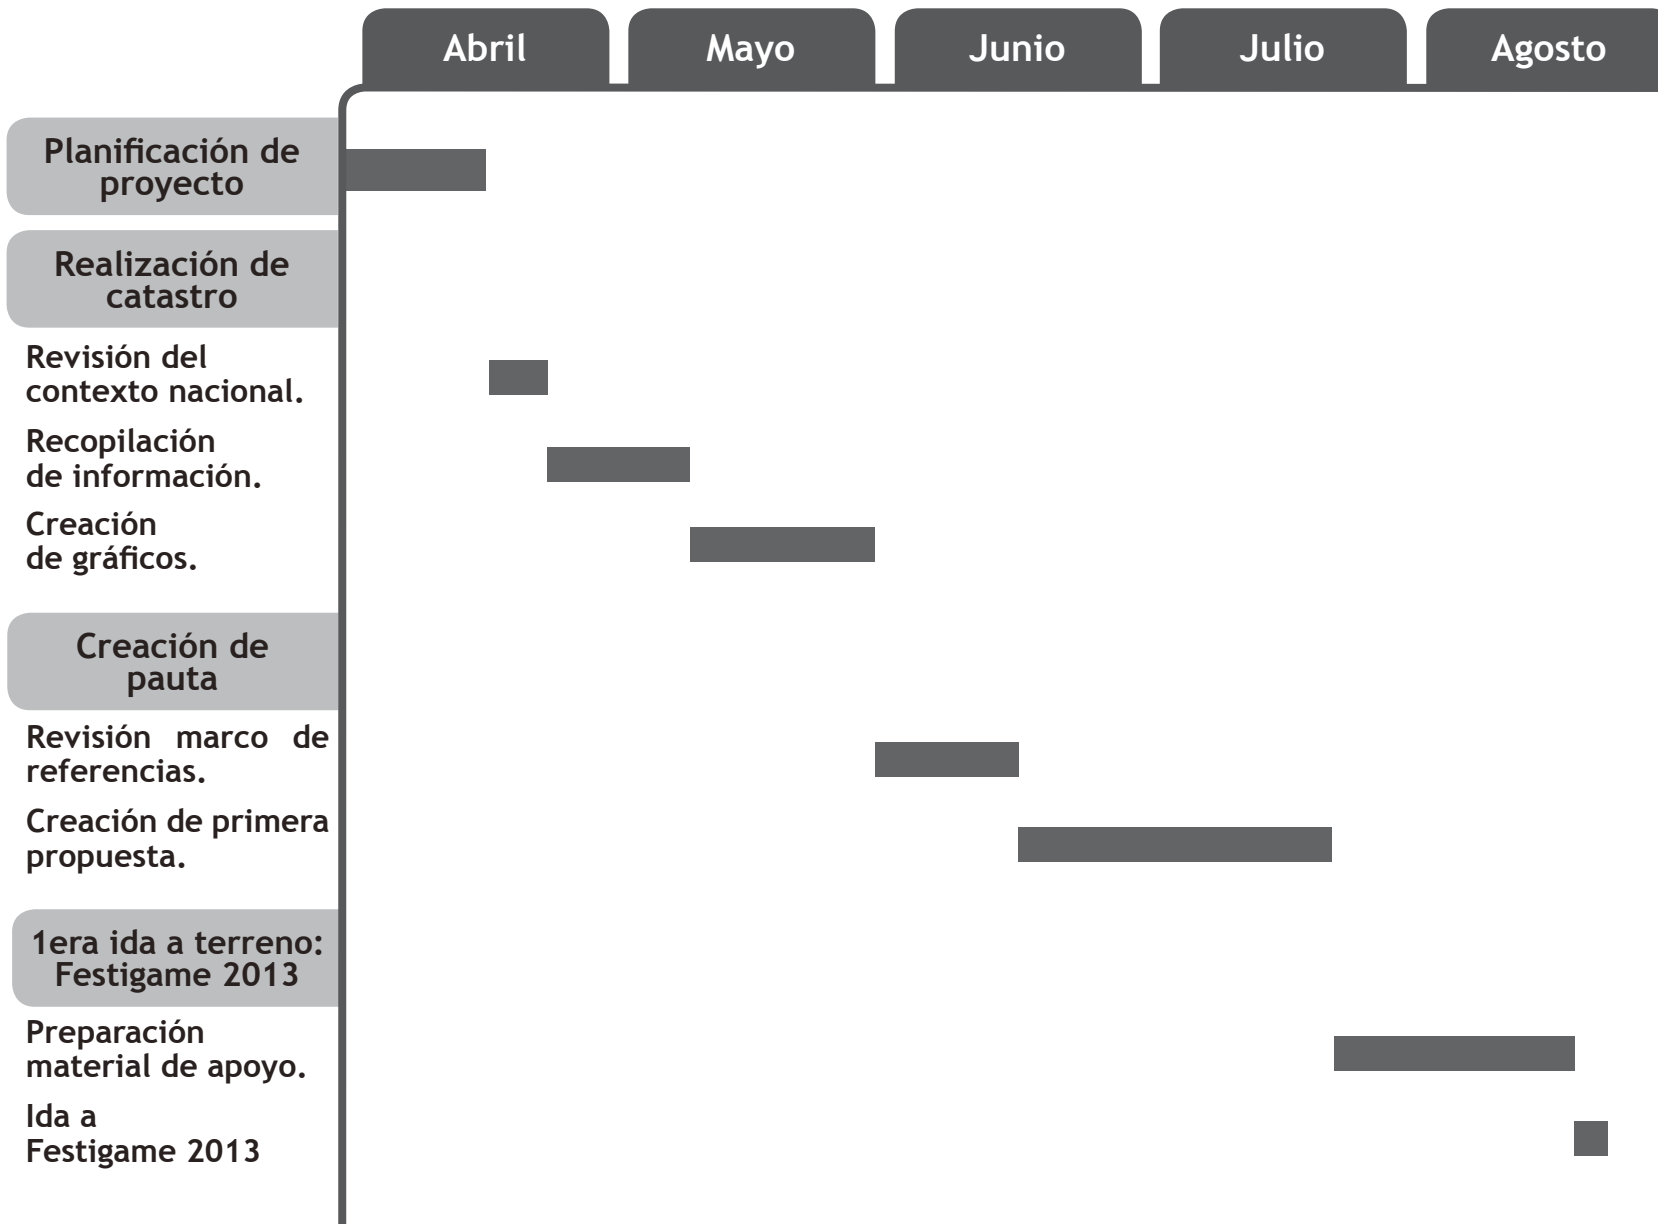 Abril Mayo Junio Julio Agosto
Planificación de
proyecto
Realización de
catastro
Revisión del
contexto nacional.
Recopilación
de información.
Creación
de gráficos.
Creación de
pauta
Revisión marco de
referencias.
Creación de primera
propuesta.
1era ida a terreno:
Festigame 2013
Preparación
material de apoyo.
Ida a
Festigame 2013